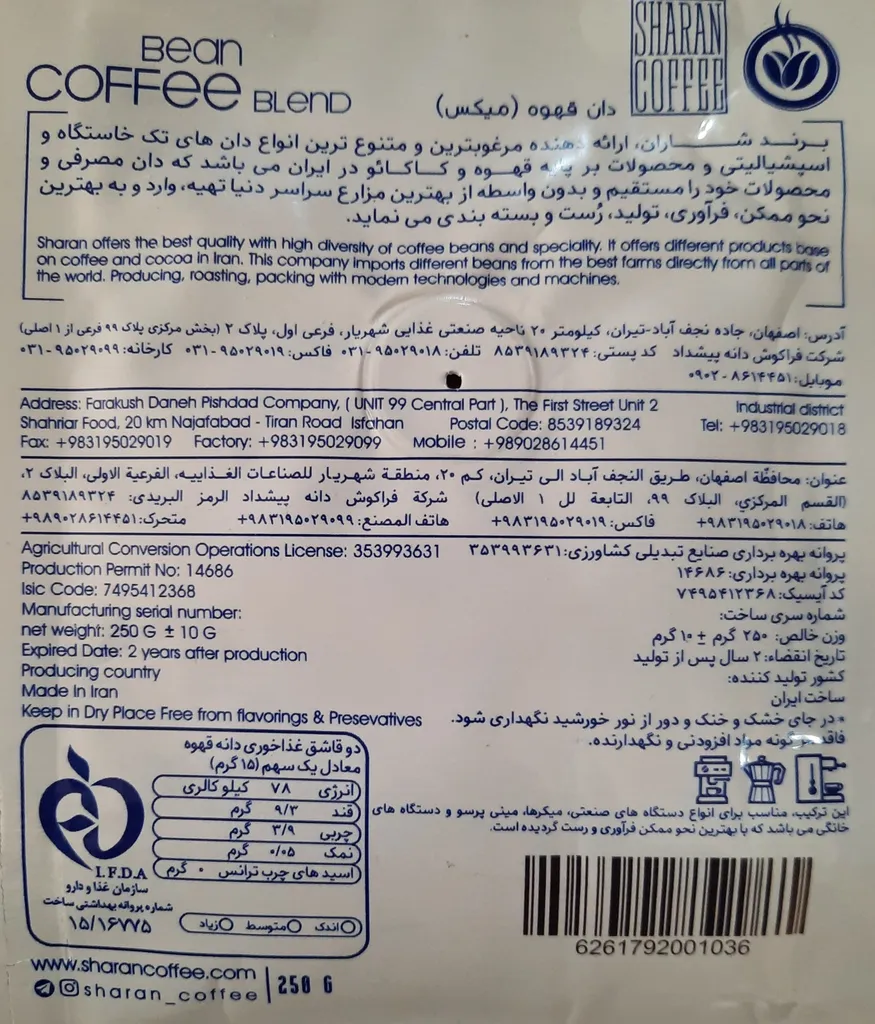 Bean
COFFee BLEND
دان قهوه (میکس)
SHARAN
COFFEE
برند شاران، ارائه دهنده مرغوبترین و متنوع ترین انواع دان های تک خاستگاه و
اسپشیالیتی و محصولات بر پایه قهوه و کاکائو در ایران می باشد که دان مصرفی و
محصولات خود را مستقیم و بدون واسطه از بهترین مزارع سراسر دنیا تهیه، وارد و به بهترین
نحو ممکن، فرآوری، تولید، رُست و بسته بندی می نماید.
Sharan offers the best quality with high diversity of coffee beans and speciality. It offers different products base
on coffee and cocoa in Iran. This company imports different beans from the best farms directly from all parts of
the world. Producing, roasting, packing with modern technologies and machines.
آدرس: اصفهان، جاده نجف آباد-تیران، کیلومتر ۲۰ ناحیه صنعتی غذایی شهریار، فرعی اول، پلاک ۲ (بخش مرکزی پلاک ۹۹ فرعی از ۱ اصلی)
شرکت فراکوش دانه پیشداد کد پستی: ۸۵۳۹۱۸۹۳۲۴ تلفن: ۹۵۰۲۹۰۱۸-۰۳۱ فاکس: ۹۵۰۲۹۰۱۹-۰۳۱ کارخانه: ۹۵۰۲۹۰۹۹-۰۳۱
موبایل: ۸۶۱۴۴۵۱-۰۹۰۲
Address: Farakush Daneh Pishdad Company, ( UNIT 99 Central Part ), The First Street Unit 2 Industrial district
Shahriar Food, 20 km Najafabad - Tiran Road Isfahan Postal Code: 8539189324 Tel: +983195029018
Fax: +983195029019 Factory: +983195029099 Mobile : +989028614451
عنوان: محافظة اصفهان، طریق النجف آباد الی تیران، کم ۲۰، منطقة شهریار للصناعات الغذاییه، الفرعیة الاولی، البلاک ۲،
(القسم المرکزي، البلاک ۹۹، التابعة لل ۱ الاصلی) شرکة فراکوش دانه پیشداد الرمز البریدی: ۸۵۳۹۱۸۹۳۲۴
هاتف: ۹۸۳۱۹۵۰۲۹۰۱۸+ فاکس: ۹۸۳۱۹۵۰۲۹۰۱۹+ هاتف المصنع: ۹۸۳۱۹۵۰۲۹۰۹۹+ متحرک: ۹۸۹۰۲۸۶۱۴۴۵۱+
Agricultural Conversion Operations License: 353993631
Production Permit No: 14686
Isic Code: 7495412368
Manufacturing serial number:
net weight: 250 G ± 10 G
Expired Date: 2 years after production
Producing country
Made In Iran
Keep in Dry Place Free from flavorings & Presevatives
پروانه بهره برداری صنایع تبدیلی کشاورزی: ۳۵۳۹۹۳۶۳۱
پروانه بهره برداری: ۱۴۶۸۶
کد آیسیک: ۷۴۹۵۴۱۲۳۶۸
شماره سری ساخت:
وزن خالص: ۲۵۰ گرم ± ۱۰ گرم
تاریخ انقضاء: ۲ سال پس از تولید
کشور تولید کننده:
ساخت ایران
* در جای خشک و خنک و دور از نور خورشید نگهداری شود.
فاقد هرگونه مواد افزودنی و نگهدارنده.
این ترکیب، مناسب برای انواع دستگاه های صنعتی، میکرها، مینی پرسو و دستگاه های
خانگی می باشد که با بهترین نحو ممکن فرآوری و رست گردیده است.
دو قاشق غذاخوری دانه قهوه
معادل یک سهم (۱۵ گرم)
انرژی ۷۸ کیلو کالری
قند ۹/۳ گرم
چربی ۳/۹ گرم
نمک ۰/۰۵ گرم
اسید های چرب ترانس ۰ گرم
اندک متوسط زیاد
I.F.D.A
سازمان غذا و دارو
شماره پروانه بهداشتی ساخت
۱۵/۱۶۷۷۵
6261792001036
www.sharancoffee.com
sharan_coffee
250 G